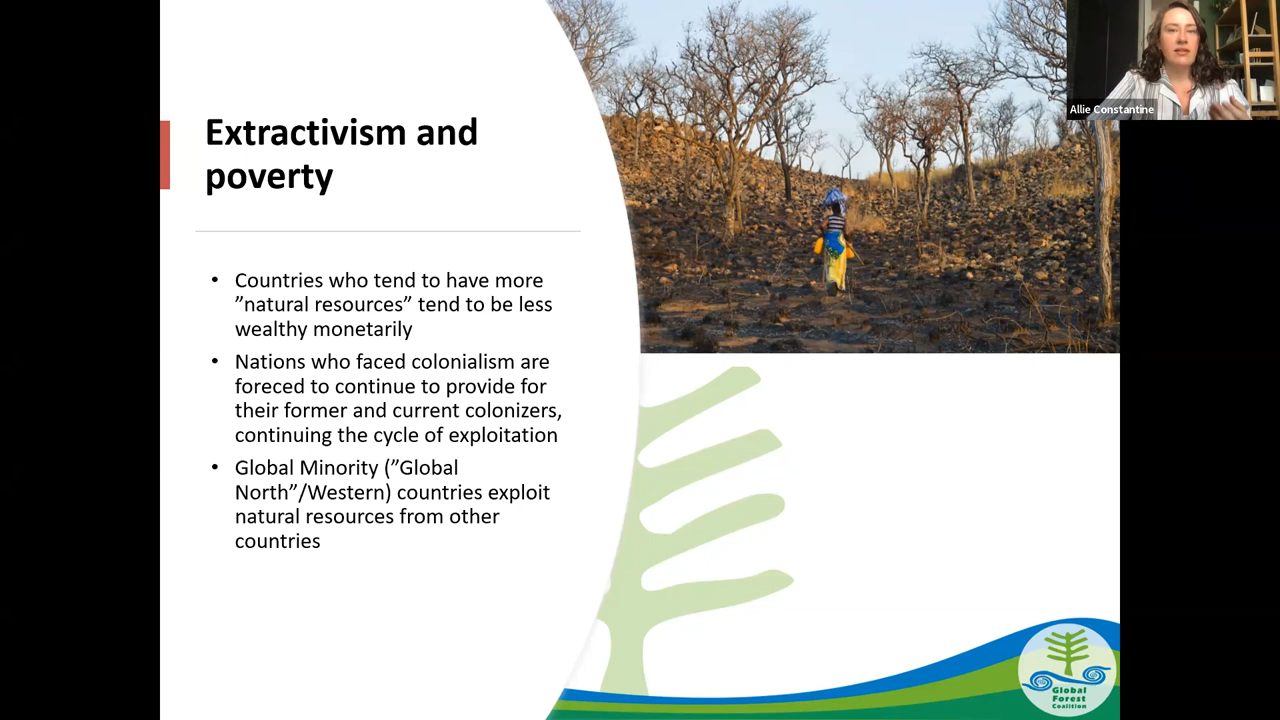 Allie Constantine
Extractivism and
poverty
• Countries who tend to have more
”natural resources” tend to be less
wealthy monetarily
• Nations who faced colonialism are
foreced to continue to provide for
their former and current colonizers,
continuing the cycle of exploitation
• Global Minority (”Global
North”/Western) countries exploit
natural resources from other
countries
Global
Forest
Coalition